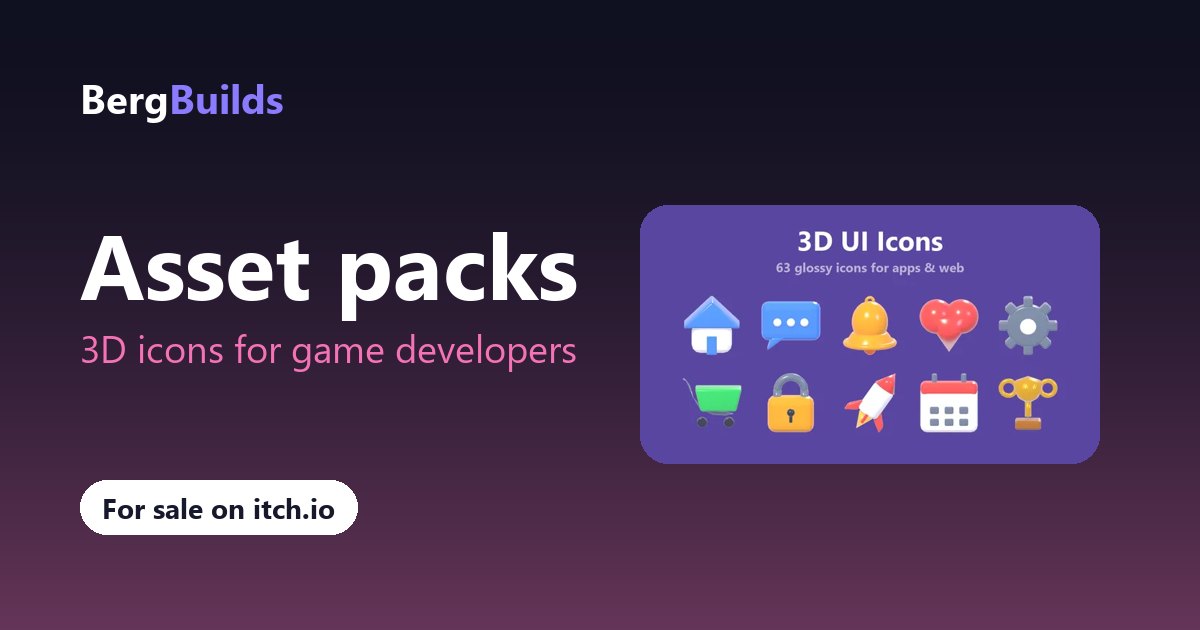 BergBuilds
Asset packs
3D icons for game developers
For sale on itch.io
3D UI Icons
63 glossy icons for apps & web